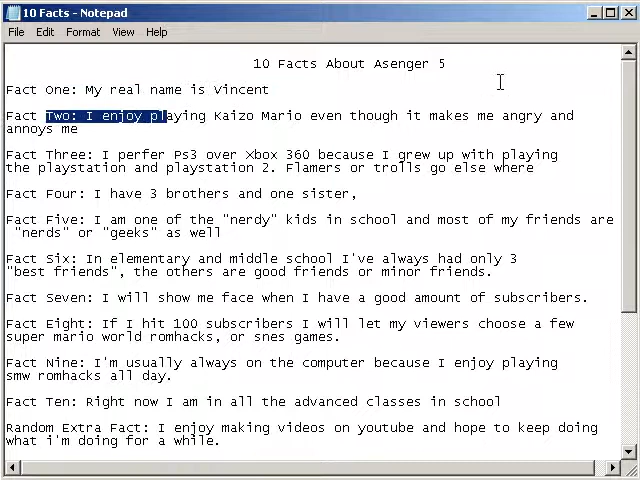 10 Facts - Notepad
File Edit Format View Help
10 Facts About Asenger 5
Fact One: My real name is Vincent
Fact Two: I enjoy playing Kaizo Mario even though it makes me angry and
annoys me
Fact Three: I perfer Ps3 over Xbox 360 because I grew up with playing
the playstation and playstation 2. Flamers or trolls go else where
Fact Four: I have 3 brothers and one sister,
Fact Five: I am one of the "nerdy" kids in school and most of my friends are
"nerds" or "geeks" as well
Fact Six: In elementary and middle school I've always had only 3
"best friends", the others are good friends or minor friends.
Fact Seven: I will show me face when I have a good amount of subscribers.
Fact Eight: If I hit 100 subscribers I will let my viewers choose a few
super mario world romhacks, or snes games.
Fact Nine: I'm usually always on the computer because I enjoy playing
smw romhacks all day.
Fact Ten: Right now I am in all the advanced classes in school
Random Extra Fact: I enjoy making videos on youtube and hope to keep doing
what i'm doing for a while.